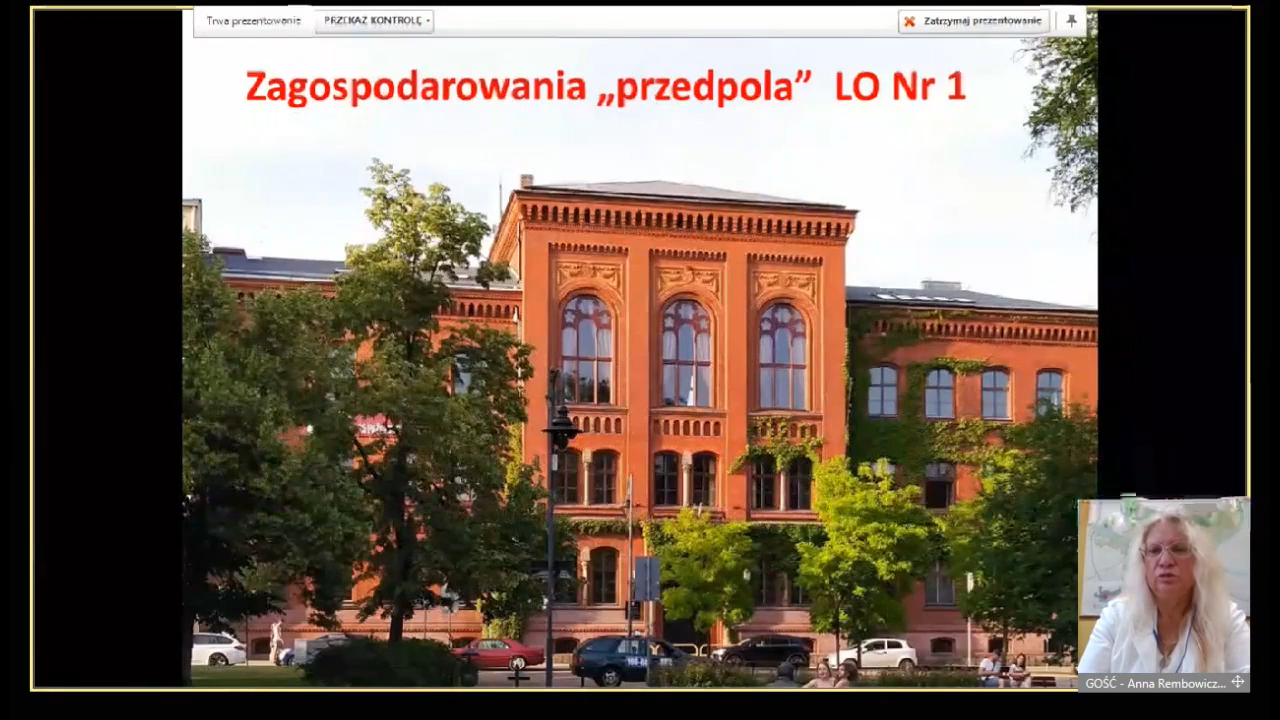 Trwa prezentowanie
PRZEKAŻ KONTROLĘ
Zatrzymaj prezentowanie
Zagospodarowania „przedpola” LO Nr 1
GOŚĆ - Anna Rembowicz...